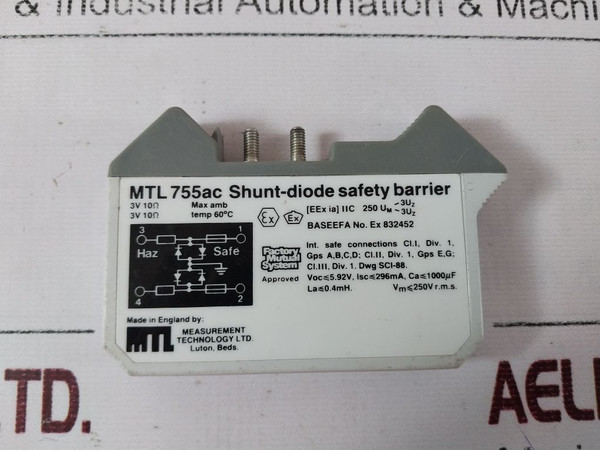 & Industrial Automation & Machin
MTL 755ac Shunt-diode safety barrier
3V 10Ω Max amb
3V 10Ω temp 60°C
[EEx ia] IIC 250 UM ~3Uz ~3Uz
BASEEFA No. Ex 832452
3 1
Haz Safe
4 2
Ex Ex
Factory Mutual System
Approved
Int. safe connections Cl.I, Div. 1,
Gps A,B,C,D; Cl.II, Div. 1, Gps E,G;
Cl.III, Div. 1. Dwg SCI-88.
Voc≤5.92V, Isc≤296mA, Ca≤1000µF
La≤0.4mH. Vm≤250V r.m.s.
Made in England by:
MTL
MEASUREMENT
TECHNOLOGY LTD.
Luton, Beds.
LTD.
AEL